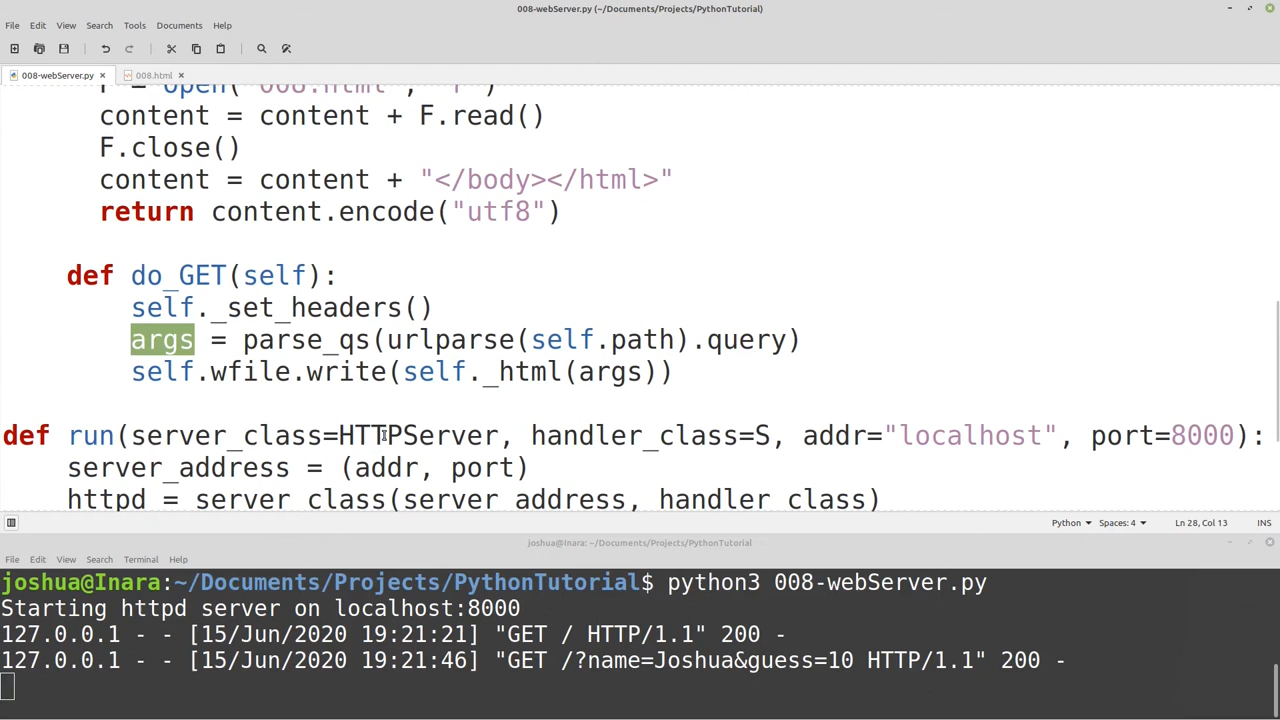 008-webServer.py (~/Documents/Projects/PythonTutorial)
File Edit View Search Tools Documents Help
008-webServer.py × 008.html ×
F = open("008.html", "r")
content = content + F.read()
F.close()
content = content + "</body></html>"
return content.encode("utf8")
def do_GET(self):
self._set_headers()
args = parse_qs(urlparse(self.path).query)
self.wfile.write(self._html(args))
def run(server_class=HTTPServer, handler_class=S, addr="localhost", port=8000):
server_address = (addr, port)
httpd = server_class(server_address, handler_class)
Python Spaces: 4 Ln 28, Col 13 INS
joshua@Inara: ~/Documents/Projects/PythonTutorial
File Edit View Search Terminal Help
joshua@Inara:~/Documents/Projects/PythonTutorial$ python3 008-webServer.py
Starting httpd server on localhost:8000
127.0.0.1 - - [15/Jun/2020 19:21:21] "GET / HTTP/1.1" 200 -
127.0.0.1 - - [15/Jun/2020 19:21:46] "GET /?name=Joshua&guess=10 HTTP/1.1" 200 -